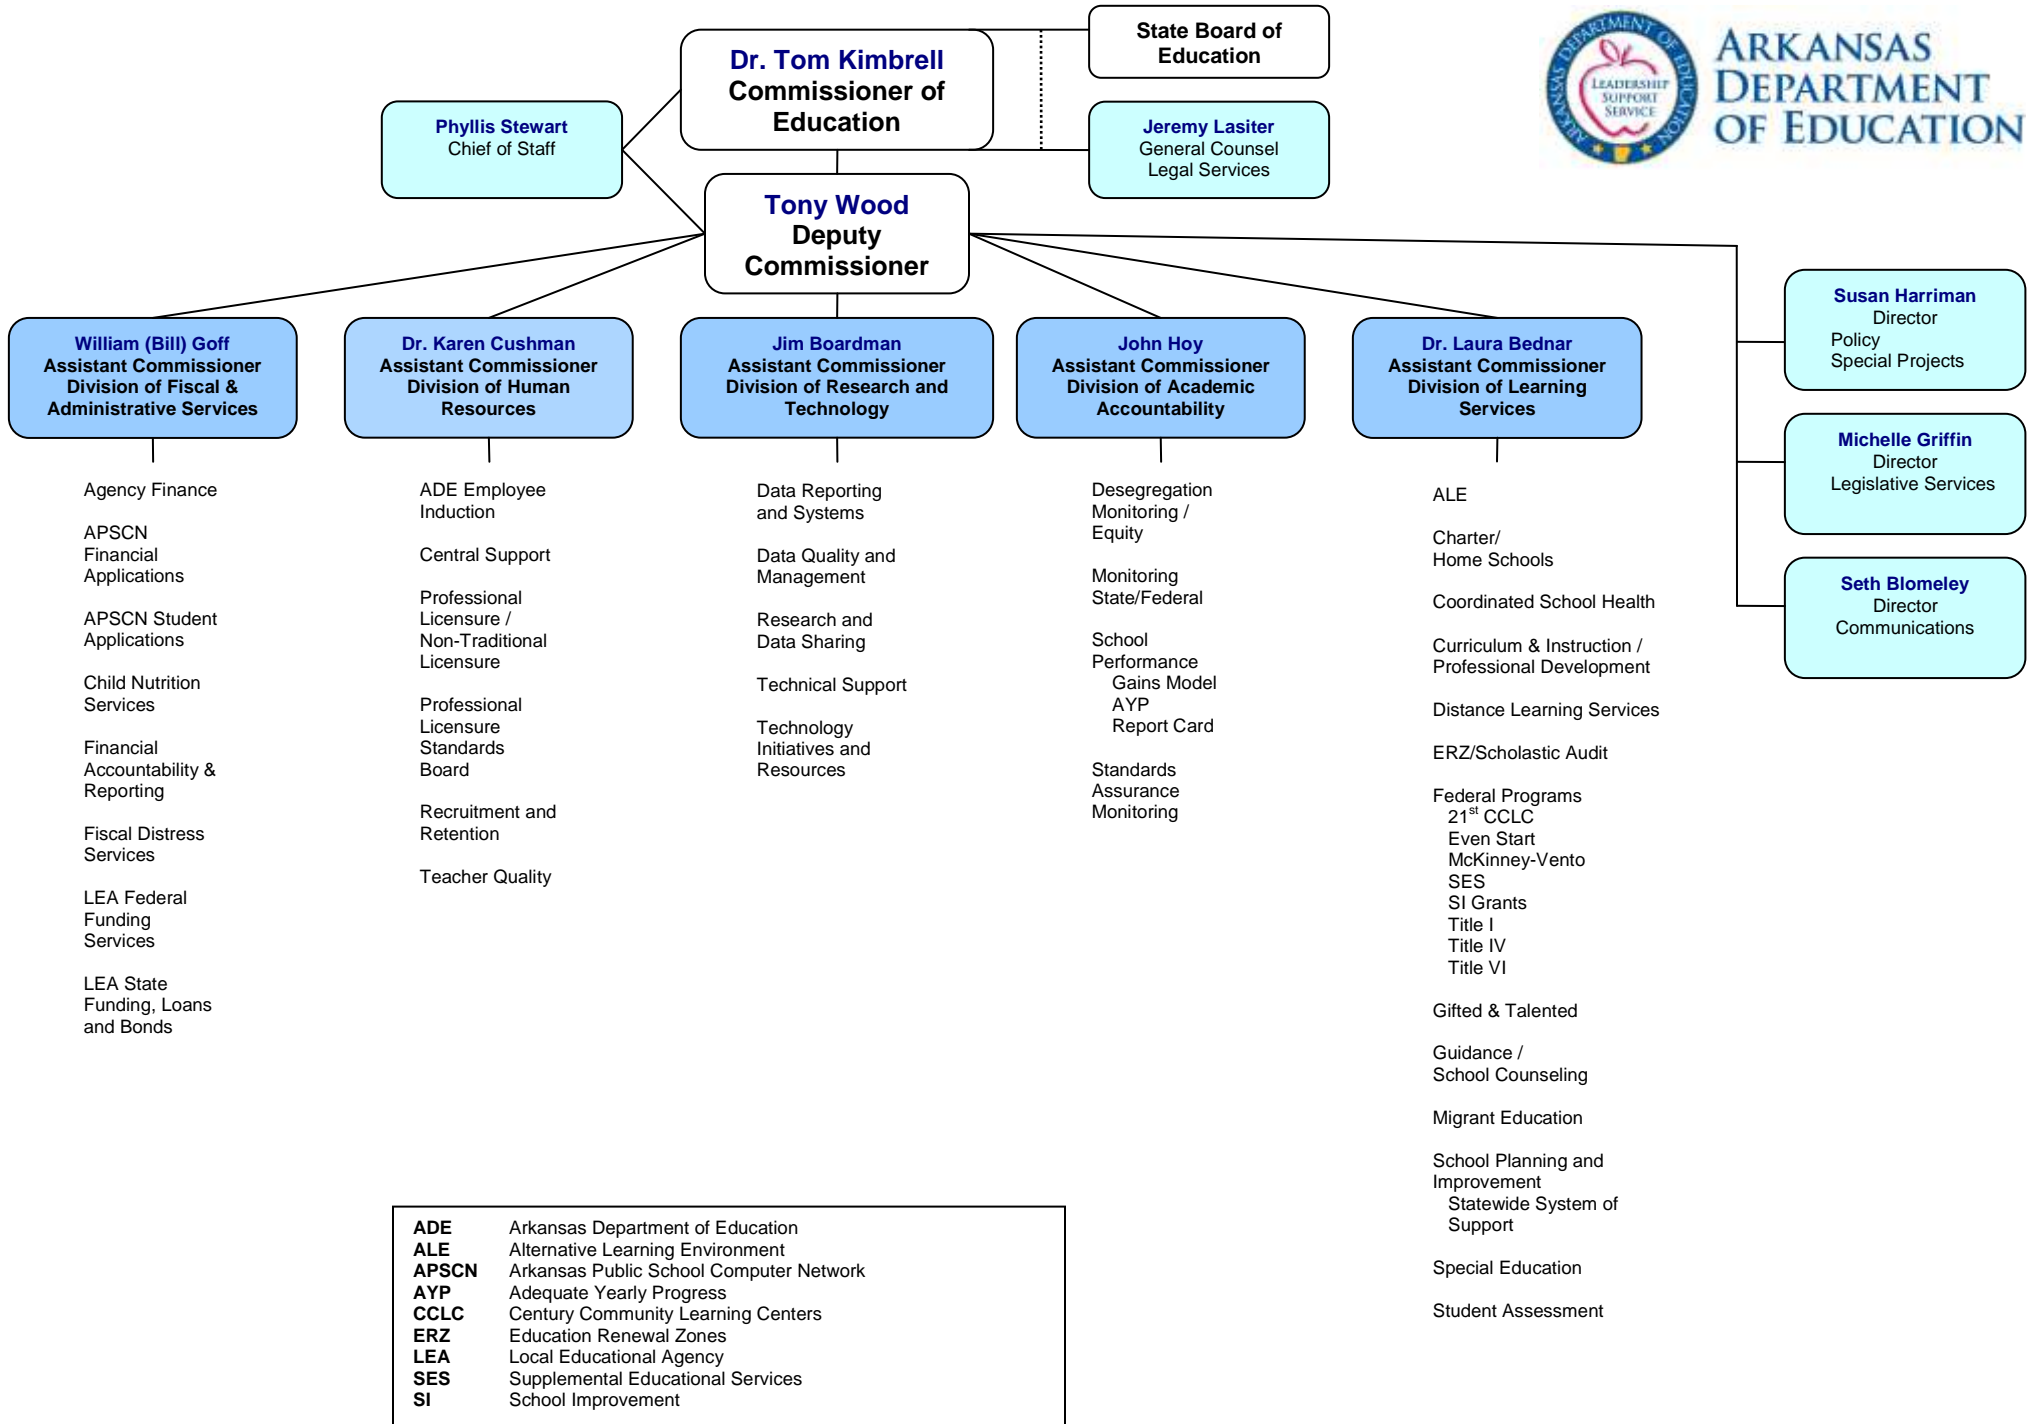 State Board of
Education
Dr. Tom Kimbrell
Commissioner of
Education
ARKANSAS DEPARTMENT OF EDUCATION
LEADERSHIP
SUPPORT
SERVICE
ARKANSAS
DEPARTMENT
OF EDUCATION
Phyllis Stewart
Chief of Staff
Jeremy Lasiter
General Counsel
Legal Services
Tony Wood
Deputy
Commissioner
William (Bill) Goff
Assistant Commissioner
Division of Fiscal &
Administrative Services
Dr. Karen Cushman
Assistant Commissioner
Division of Human
Resources
Jim Boardman
Assistant Commissioner
Division of Research and
Technology
John Hoy
Assistant Commissioner
Division of Academic
Accountability
Dr. Laura Bednar
Assistant Commissioner
Division of Learning
Services
Susan Harriman
Director
Policy
Special Projects
Michelle Griffin
Director
Legislative Services
Seth Blomeley
Director
Communications
Agency Finance
APSCN
Financial
Applications
APSCN Student
Applications
Child Nutrition
Services
Financial
Accountability &
Reporting
Fiscal Distress
Services
LEA Federal
Funding
Services
LEA State
Funding, Loans
and Bonds
ADE Employee
Induction
Central Support
Professional
Licensure /
Non-Traditional
Licensure
Professional
Licensure
Standards
Board
Recruitment and
Retention
Teacher Quality
Data Reporting
and Systems
Data Quality and
Management
Research and
Data Sharing
Technical Support
Technology
Initiatives and
Resources
Desegregation
Monitoring /
Equity
Monitoring
State/Federal
School
Performance
Gains Model
AYP
Report Card
Standards
Assurance
Monitoring
ALE
Charter/
Home Schools
Coordinated School Health
Curriculum & Instruction /
Professional Development
Distance Learning Services
ERZ/Scholastic Audit
Federal Programs
21st CCLC
Even Start
McKinney-Vento
SES
SI Grants
Title I
Title IV
Title VI
Gifted & Talented
Guidance /
School Counseling
Migrant Education
School Planning and
Improvement
Statewide System of
Support
Special Education
Student Assessment
ADE Arkansas Department of Education
ALE Alternative Learning Environment
APSCN Arkansas Public School Computer Network
AYP Adequate Yearly Progress
CCLC Century Community Learning Centers
ERZ Education Renewal Zones
LEA Local Educational Agency
SES Supplemental Educational Services
SI School Improvement